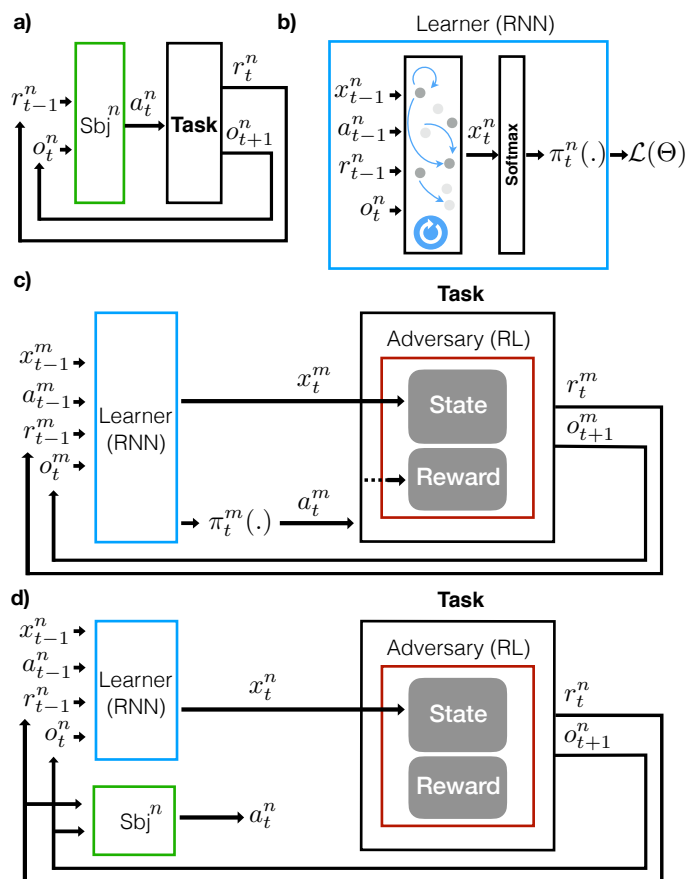 a)
r^n_{t-1}
o^n_t
Sbj^n
a^n_t
Task
r^n_t
o^n_{t+1}
b)
Learner (RNN)
x^n_{t-1}
a^n_{t-1}
r^n_{t-1}
o^n_t
x^n_t
Softmax
π^n_t(.)
ℒ(Θ)
c)
Task
x^m_{t-1}
a^m_{t-1}
r^m_{t-1}
o^m_t
Learner
(RNN)
x^m_t
π^m_t(.)
a^m_t
Adversary (RL)
State
Reward
r^m_t
o^m_{t+1}
d)
Task
x^n_{t-1}
a^n_{t-1}
r^n_{t-1}
o^n_t
Learner
(RNN)
x^n_t
Sbj^n
a^n_t
Adversary (RL)
State
Reward
r^n_t
o^n_{t+1}